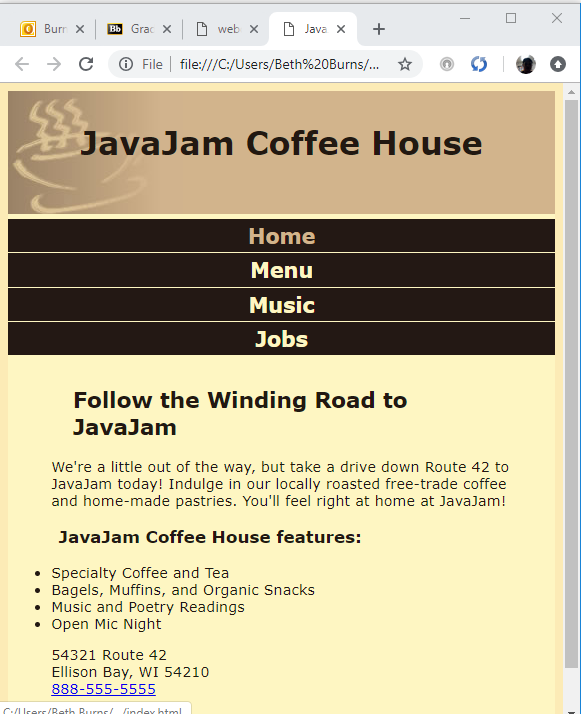 Burn
Bb Grad
web
Java
File file:///C:/Users/Beth%20Burns/...
JavaJam Coffee House
Home
Menu
Music
Jobs
Follow the Winding Road to
JavaJam
We're a little out of the way, but take a drive down Route 42 to
JavaJam today! Indulge in our locally roasted free-trade coffee
and home-made pastries. You'll feel right at home at JavaJam!
JavaJam Coffee House features:
Specialty Coffee and Tea
Bagels, Muffins, and Organic Snacks
Music and Poetry Readings
Open Mic Night
54321 Route 42
Ellison Bay, WI 54210
888-555-5555
C:/Users/Beth Burns/.../index.html